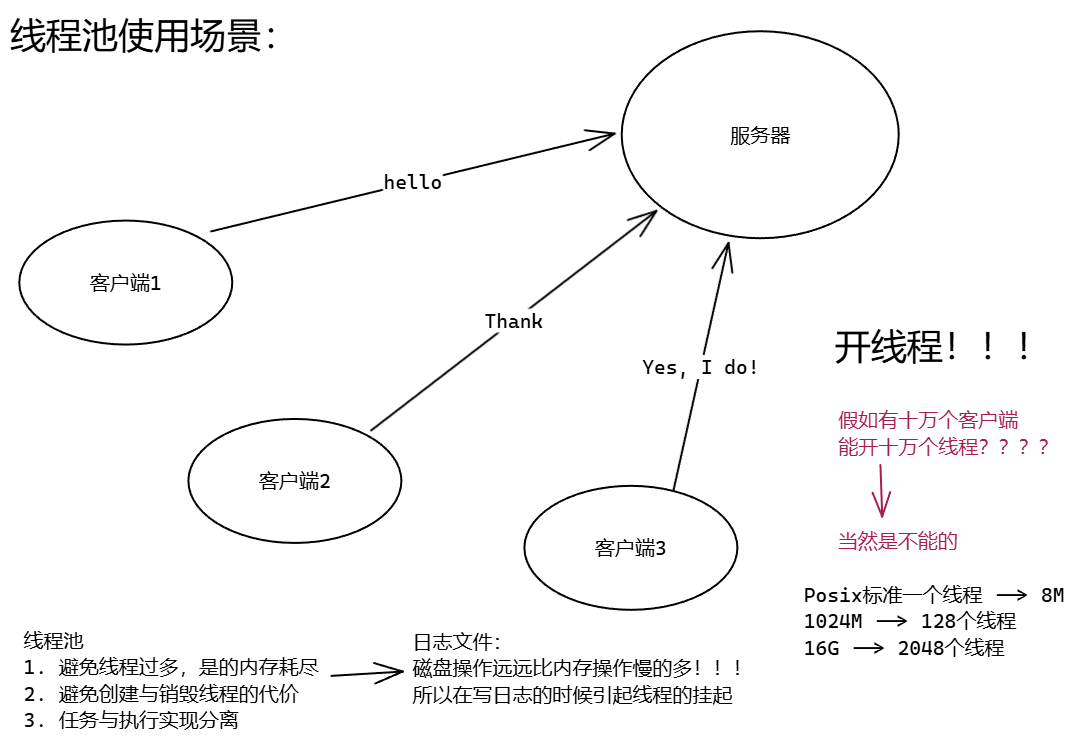 线程池使用场景：
服务器
hello
客户端1
Thank
Yes, I do!
开线程！！！
假如有十万个客户端
能开十万个线程？？？？
当然是不能的
客户端2
客户端3
Posix标准一个线程 → 8M
1024M → 128个线程
16G → 2048个线程
线程池
1. 避免线程过多，是的内存耗尽
2. 避免创建与销毁线程的代价
3. 任务与执行实现分离
日志文件：
磁盘操作远远比内存操作慢的多！！！
所以在写日志的时候引起线程的挂起